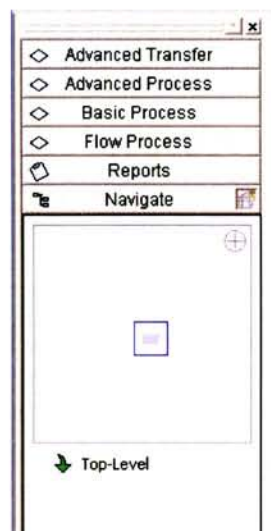 Advanced Transfer
Advanced Process
Basic Process
Flow Process
Reports
Navigate
Top-Level